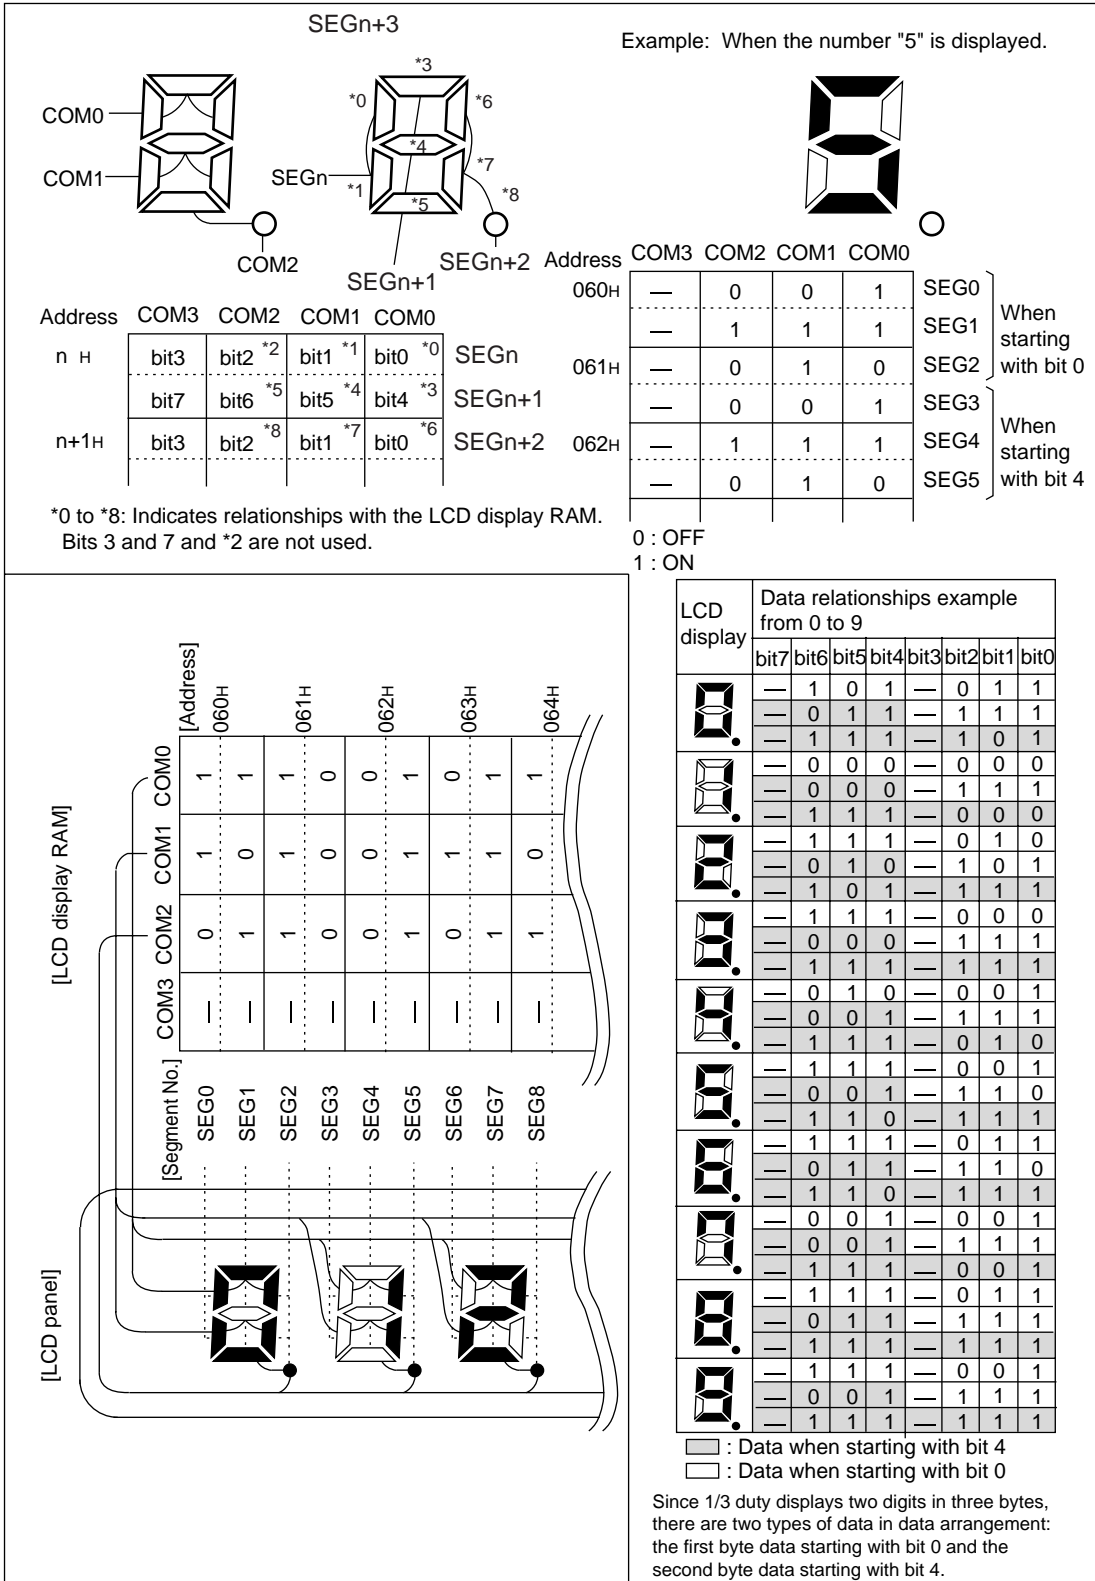 SEGn+3
Example: When the number "5" is displayed.
*3
*0
*6
COM0
*4
*7
COM1
SEGn
*1
*5
*8
COM2
SEGn+2
SEGn+1
Address COM3 COM2 COM1 COM0
n H bit3 bit2 *2 bit1 *1 bit0 *0 SEGn
bit7 bit6 *5 bit5 *4 bit4 *3 SEGn+1
n+1H bit3 bit2 *8 bit1 *7 bit0 *6 SEGn+2
*0 to *8: Indicates relationships with the LCD display RAM.
Bits 3 and 7 and *2 are not used.
Address COM3 COM2 COM1 COM0
060H — 0 0 1 SEG0
— 1 1 1 SEG1
061H — 0 1 0 SEG2
When
starting
with bit 0
— 0 0 1 SEG3
062H — 1 1 1 SEG4
— 0 1 0 SEG5
When
starting
with bit 4
0 : OFF
1 : ON
[LCD display RAM]
[Address] 060H 061H 062H 063H 064H
COM0 1 1 1 0 0 1 0 1 1
COM1 1 0 1 0 0 1 1 1 0
COM2 0 1 1 0 0 1 0 1 1
COM3 — — — — — — — — —
[Segment No.] SEG0 SEG1 SEG2 SEG3 SEG4 SEG5 SEG6 SEG7 SEG8
[LCD panel]
LCD
display
Data relationships example
from 0 to 9
bit7 bit6 bit5 bit4 bit3 bit2 bit1 bit0
— 1 0 1 — 0 1 1
— 0 1 1 — 1 1 1
— 1 1 1 — 1 0 1
— 0 0 0 — 0 0 0
— 0 0 0 — 1 1 1
— 1 1 1 — 0 0 0
— 1 1 1 — 0 1 0
— 0 1 0 — 1 0 1
— 1 0 1 — 1 1 1
— 1 1 1 — 0 0 0
— 0 0 0 — 1 1 1
— 1 1 1 — 1 1 1
— 0 1 0 — 0 0 1
— 0 0 1 — 1 1 1
— 1 1 1 — 0 1 0
— 1 1 1 — 0 0 1
— 0 0 1 — 1 1 0
— 1 1 0 — 1 1 1
— 1 1 1 — 0 1 1
— 0 1 1 — 1 1 0
— 1 1 0 — 1 1 1
— 0 0 1 — 0 0 1
— 0 0 1 — 1 1 1
— 1 1 1 — 0 0 1
— 1 1 1 — 0 1 1
— 0 1 1 — 1 1 1
— 1 1 1 — 1 1 1
— 1 1 1 — 0 0 1
— 0 0 1 — 1 1 1
— 1 1 1 — 1 1 1
: Data when starting with bit 4
: Data when starting with bit 0
Since 1/3 duty displays two digits in three bytes,
there are two types of data in data arrangement:
the first byte data starting with bit 0 and the
second byte data starting with bit 4.